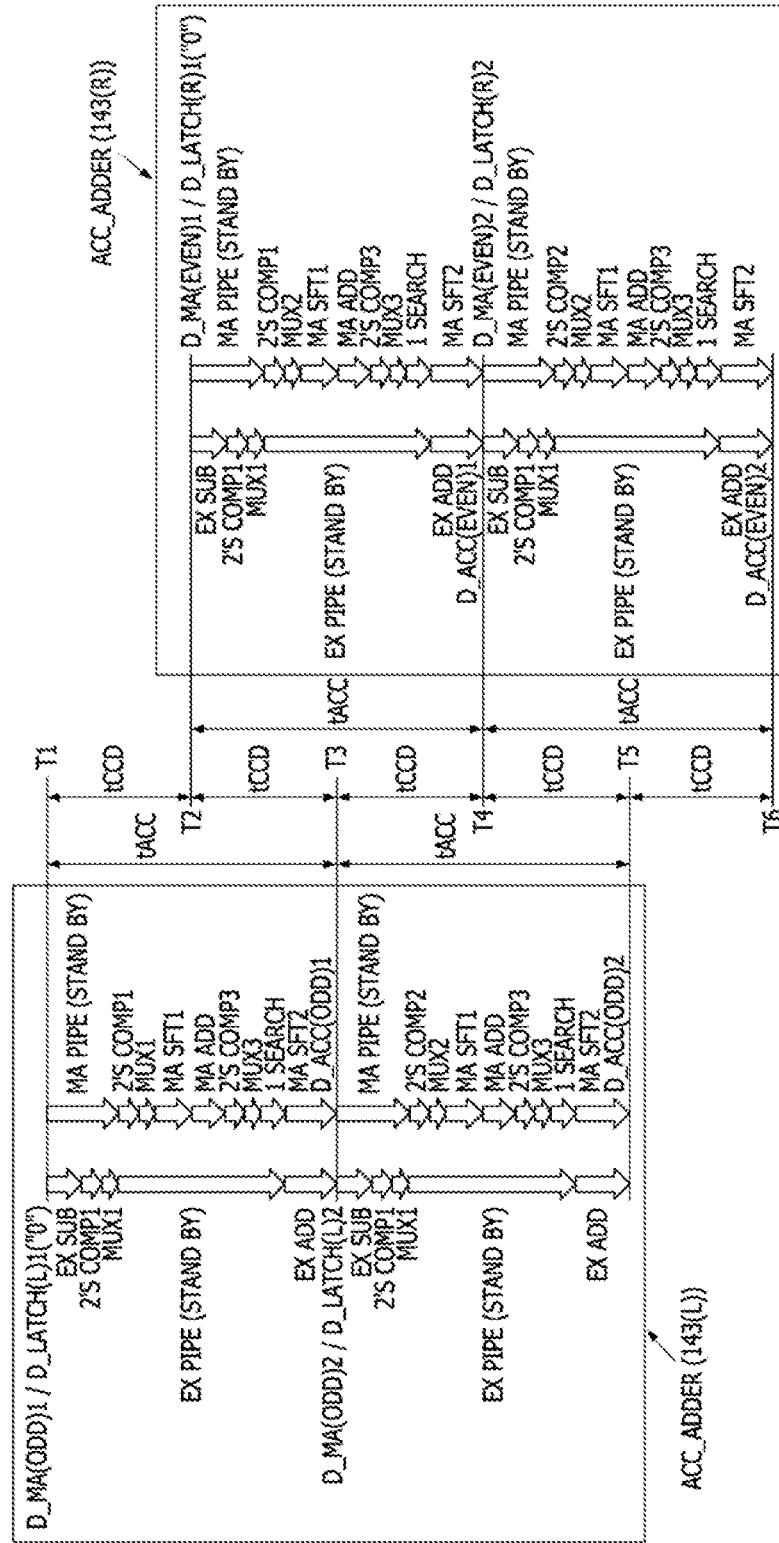 D_MA(ODD)1 / D_LATCH(L)1("0")
EX SUB
2'S COMP1
MUX1
EX PIPE (STAND BY)
EX ADD
MA PIPE (STAND BY)
2'S COMP1
MUX1
MA SFT1
MA ADD
2'S COMP3
MUX3
1 SEARCH
MA SFT2
D_ACC(ODD)1
D_MA(ODD)2 / D_LATCH(L)2
EX SUB
2'S COMP1
MUX1
EX PIPE (STAND BY)
EX ADD
MA PIPE (STAND BY)
2'S COMP2
MUX2
MA SFT1
MA ADD
2'S COMP3
MUX3
1 SEARCH
MA SFT2
D_ACC(ODD)2
ACC_ADDER (143(L))
T1
tCCD
tACC
T2
tCCD
T3
tCCD
tACC
T4
tCCD
T5
tCCD
T6
tACC
tACC
ACC_ADDER (143(R))
D_MA(EVEN)1 / D_LATCH(R)1("0")
EX SUB
2'S COMP1
MUX1
EX PIPE (STAND BY)
EX ADD
D_ACC(EVEN)1
MA PIPE (STAND BY)
2'S COMP1
MUX2
MA SFT1
MA ADD
2'S COMP3
MUX3
1 SEARCH
MA SFT2
D_MA(EVEN)2 / D_LATCH(R)2
EX SUB
2'S COMP1
MUX1
EX PIPE (STAND BY)
EX ADD
D_ACC(EVEN)2
MA PIPE (STAND BY)
2'S COMP2
MUX2
MA SFT1
MA ADD
2'S COMP3
MUX3
1 SEARCH
MA SFT2